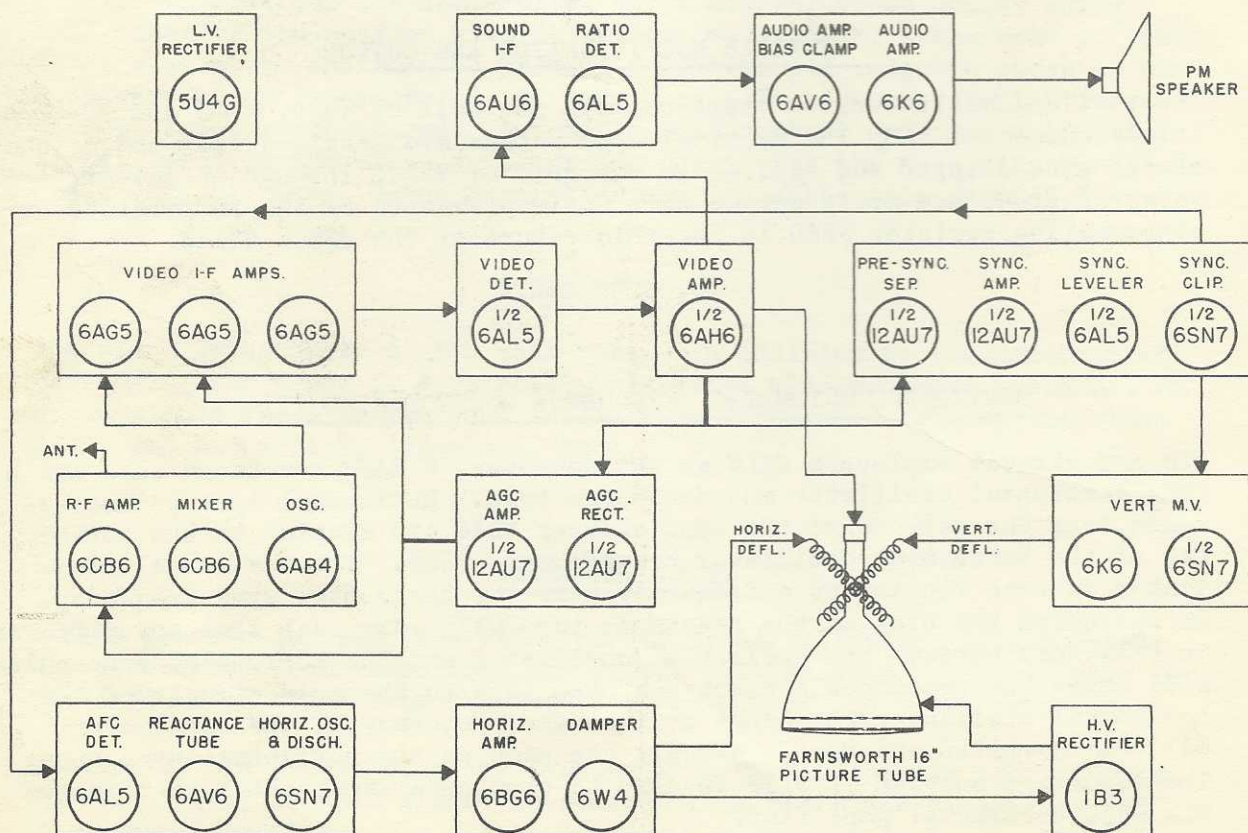 L.V.
RECTIFIER
5U4G
SOUND
I-F
RATIO
DET.
6AU6
6AL5
AUDIO AMP.
BIAS CLAMP
AUDIO
AMP.
6AV6
6K6
PM
SPEAKER
VIDEO I-F AMPS.
6AG5
6AG5
6AG5
VIDEO
DET.
1/2
6AL5
VIDEO
AMP.
1/2
6AH6
PRE-SYNC.
SEP.
SYNC.
AMP.
SYNC.
LEVELER
SYNC.
CLIP.
1/2
12AU7
1/2
12AU7
1/2
6AL5
1/2
6SN7
ANT.
R-F AMP.
MIXER
OSC.
6CB6
6CB6
6AB4
AGC
AMP.
AGC
RECT.
1/2
12AU7
1/2
12AU7
HORIZ.
DEFL.
VERT.
DEFL.
VERT M.V.
6K6
1/2
6SN7
AFC
DET.
REACTANCE
TUBE
HORIZ. OSC.
& DISCH.
6AL5
6AV6
6SN7
HORIZ.
AMP.
DAMPER
6BG6
6W4
FARNSWORTH 16"
PICTURE TUBE
H.V.
RECTIFIER
1B3